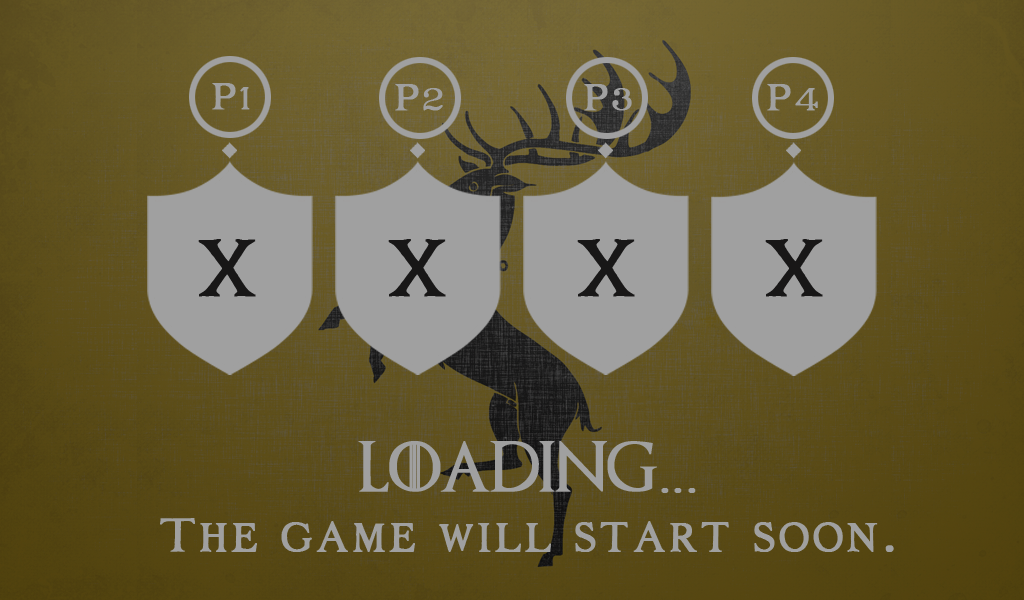 P1 P2 P3 P4
X X X X
LOADING...
THE GAME WILL START SOON.